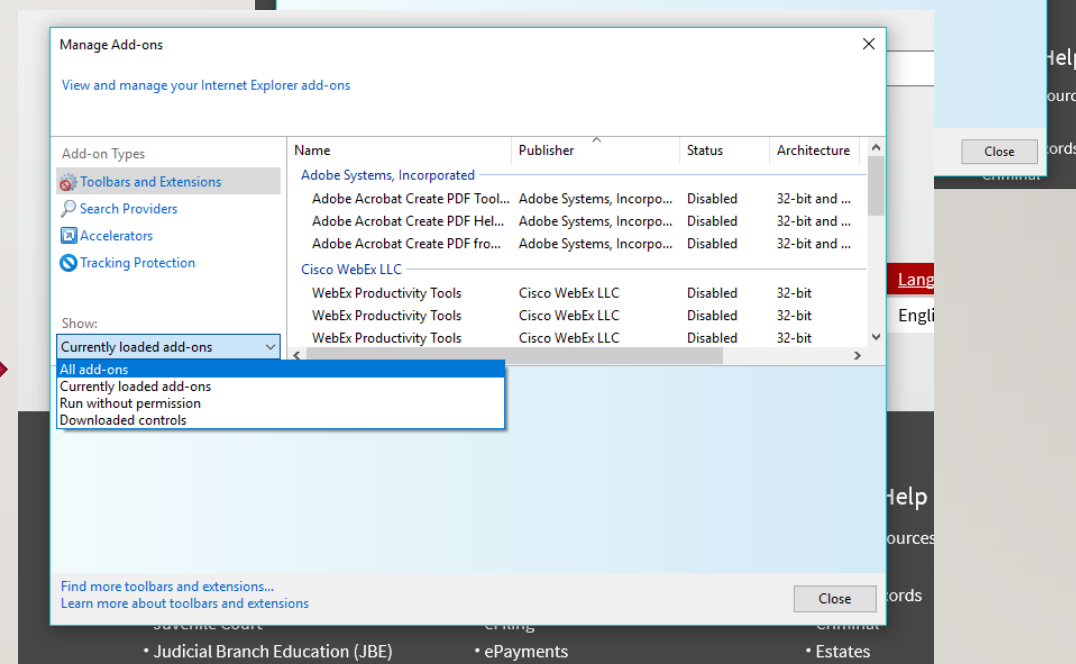 Manage Add-ons
View and manage your Internet Explorer add-ons
Add-on Types
Toolbars and Extensions
Search Providers
Accelerators
Tracking Protection
Show:
Currently loaded add-ons
All add-ons
Currently loaded add-ons
Run without permission
Downloaded controls
Name Publisher Status Architecture
Adobe Systems, Incorporated
Adobe Acrobat Create PDF Tool... Adobe Systems, Incorpo... Disabled 32-bit and ...
Adobe Acrobat Create PDF Hel... Adobe Systems, Incorpo... Disabled 32-bit and ...
Adobe Acrobat Create PDF fro... Adobe Systems, Incorpo... Disabled 32-bit and ...
Cisco WebEx LLC
WebEx Productivity Tools Cisco WebEx LLC Disabled 32-bit
WebEx Productivity Tools Cisco WebEx LLC Disabled 32-bit
WebEx Productivity Tools Cisco WebEx LLC Disabled 32-bit
Find more toolbars and extensions...
Learn more about toolbars and extensions
Close
Close
Lang
Engli
Help
ources
cords
• Judicial Branch Education (JBE)
• ePayments
• Estates